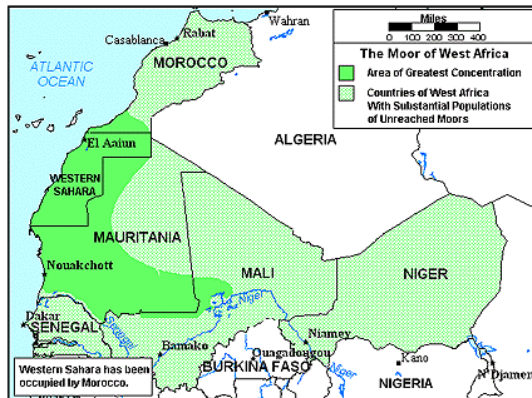 Miles
0 100 200 300 400
The Moor of West Africa
Area of Greatest Concentration
Countries of West Africa
With Substantial Populations
of Unreached Moors
Wahran
Rabat
Casablanca
MOROCCO
ATLANTIC
OCEAN
ALGERIA
El Aaiun
WESTERN
SAHARA
MAURITANIA
Nouakchott
MALI
NIGER
Niger
Dakar
SENEGAL
Senegal
Bamako
Niamey
Ouagadougou
BURKINA FASO
Niger
Kano
NIGERIA
N'Djamer
Western Sahara has been
occupied by Morocco.